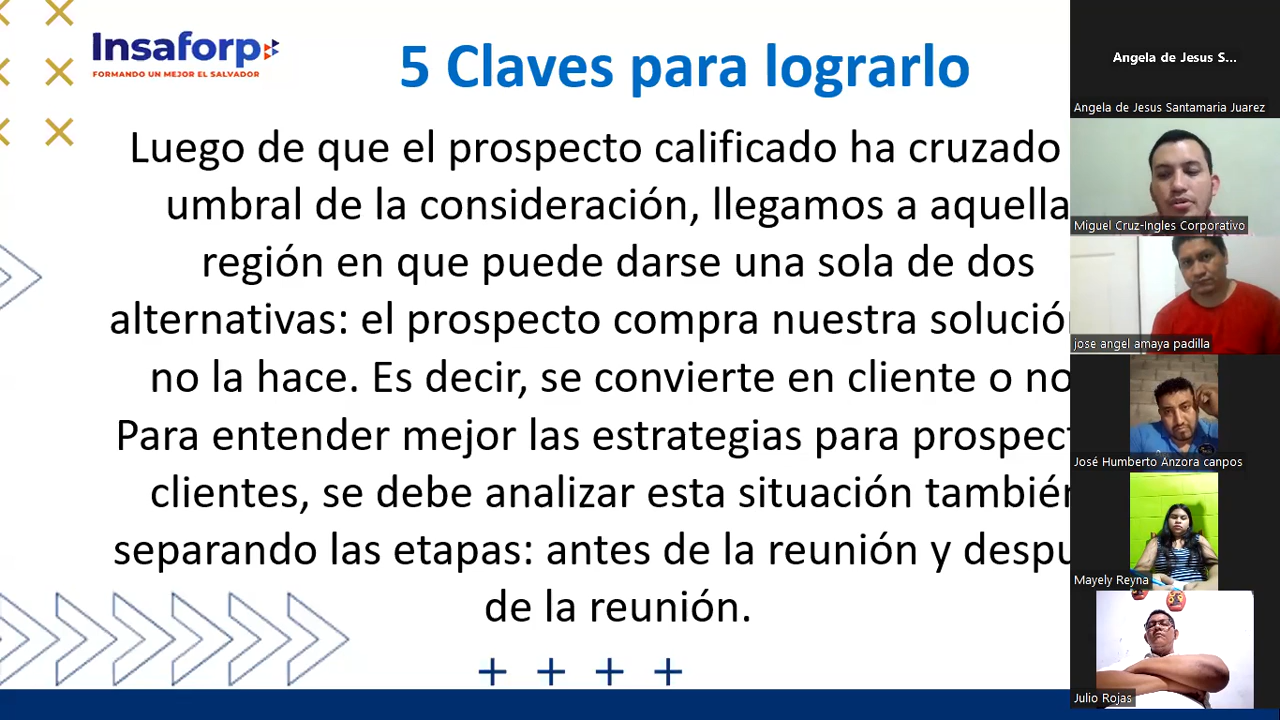 Insaforp
FORMANDO UN MEJOR EL SALVADOR
5 Claves para lograrlo
Luego de que el prospecto calificado ha cruzado
umbral de la consideración, llegamos a aquella
región en que puede darse una sola de dos
alternativas: el prospecto compra nuestra solución
no la hace. Es decir, se convierte en cliente o no
Para entender mejor las estrategias para prospect
clientes, se debe analizar esta situación también
separando las etapas: antes de la reunión y despu
de la reunión.
Angela de Jesus S...
Angela de Jesus Santamaria Juarez
Miguel Cruz-Ingles Corporativo
jose angel amaya padilla
José Humberto Ánzora canpos
Mayely Reyna
Julio Rojas